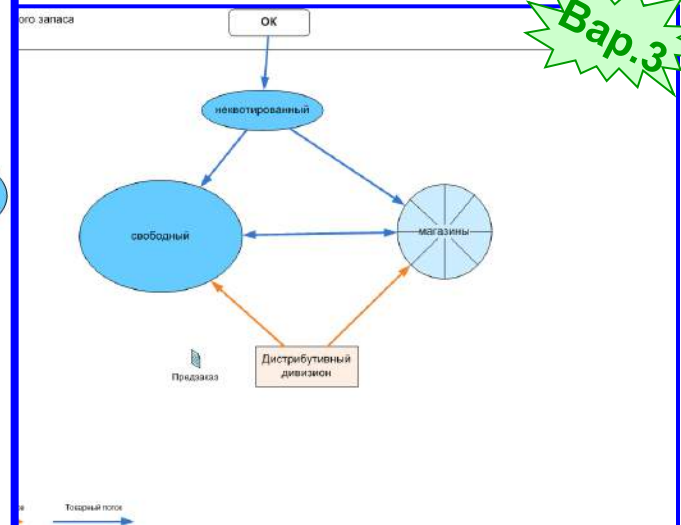 ого запаса
ОК
Вар.3
неквотированный
свободный
магазины
Дистрибутивный
дивизион
Предзаказ
Товарный поток